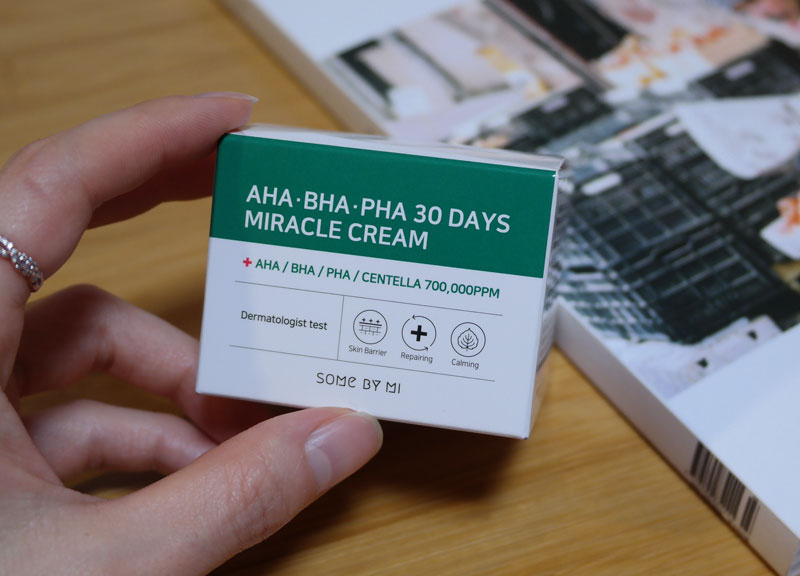 AHA·BHA·PHA 30 DAYS
MIRACLE CREAM
+ AHA / BHA / PHA / CENTELLA 700,000PPM
Dermatologist test
Skin Barrier
Repairing
Calming
SOME BY MI